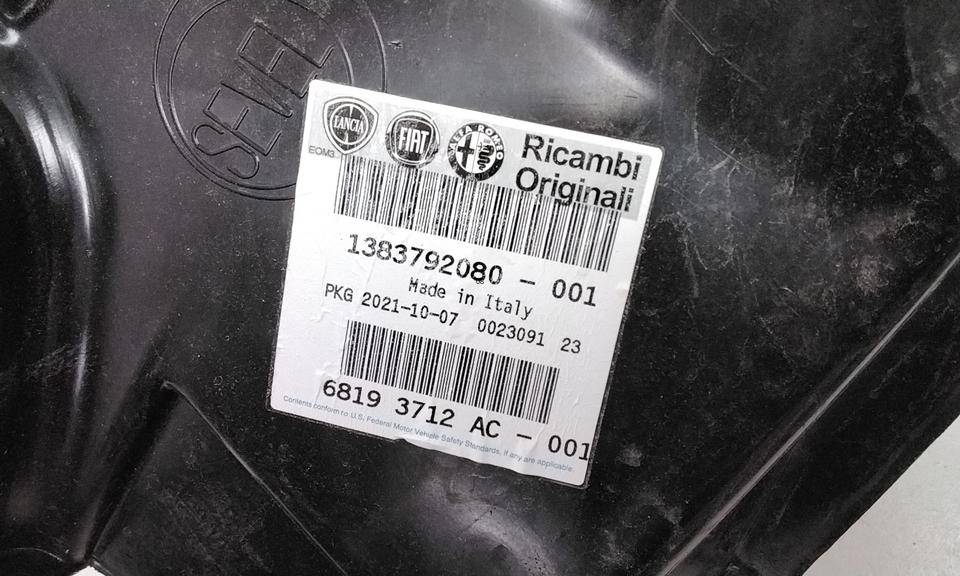 SEVEL
LANCIA
FIAT
ALFA ROMEO
Ricambi
Originali
EOM3
1383792080 - 001
Made in Italy
PKG 2021-10-07 0023091 23
6819 3712 AC - 001
Contents conform to U.S. Federal Motor Vehicle Safety Standards, If any are applicable